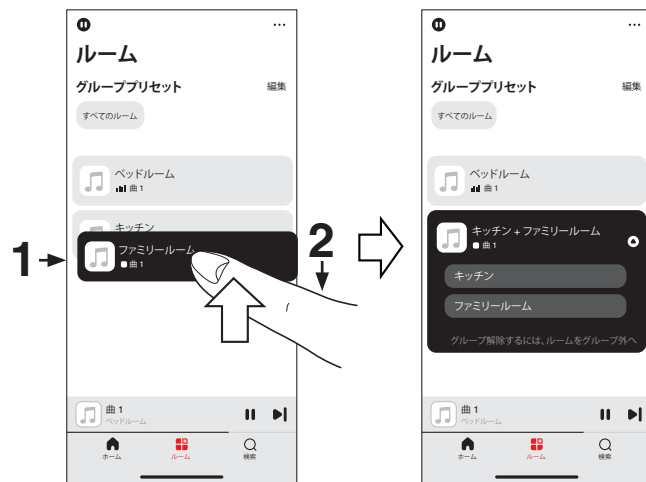 ルーム
グループプリセット 編集
すべてのルーム
ベッドルーム
曲 1
キッチン
ファミリールーム
曲 1
1
2
曲 1
ベッドルーム
ホーム ルーム 検索
ルーム
グループプリセット 編集
すべてのルーム
ベッドルーム
曲 1
キッチン + ファミリールーム
曲 1
キッチン
ファミリールーム
グループ解除するには、ルームをグループ外へ
曲 1
ベッドルーム
ホーム ルーム 検索